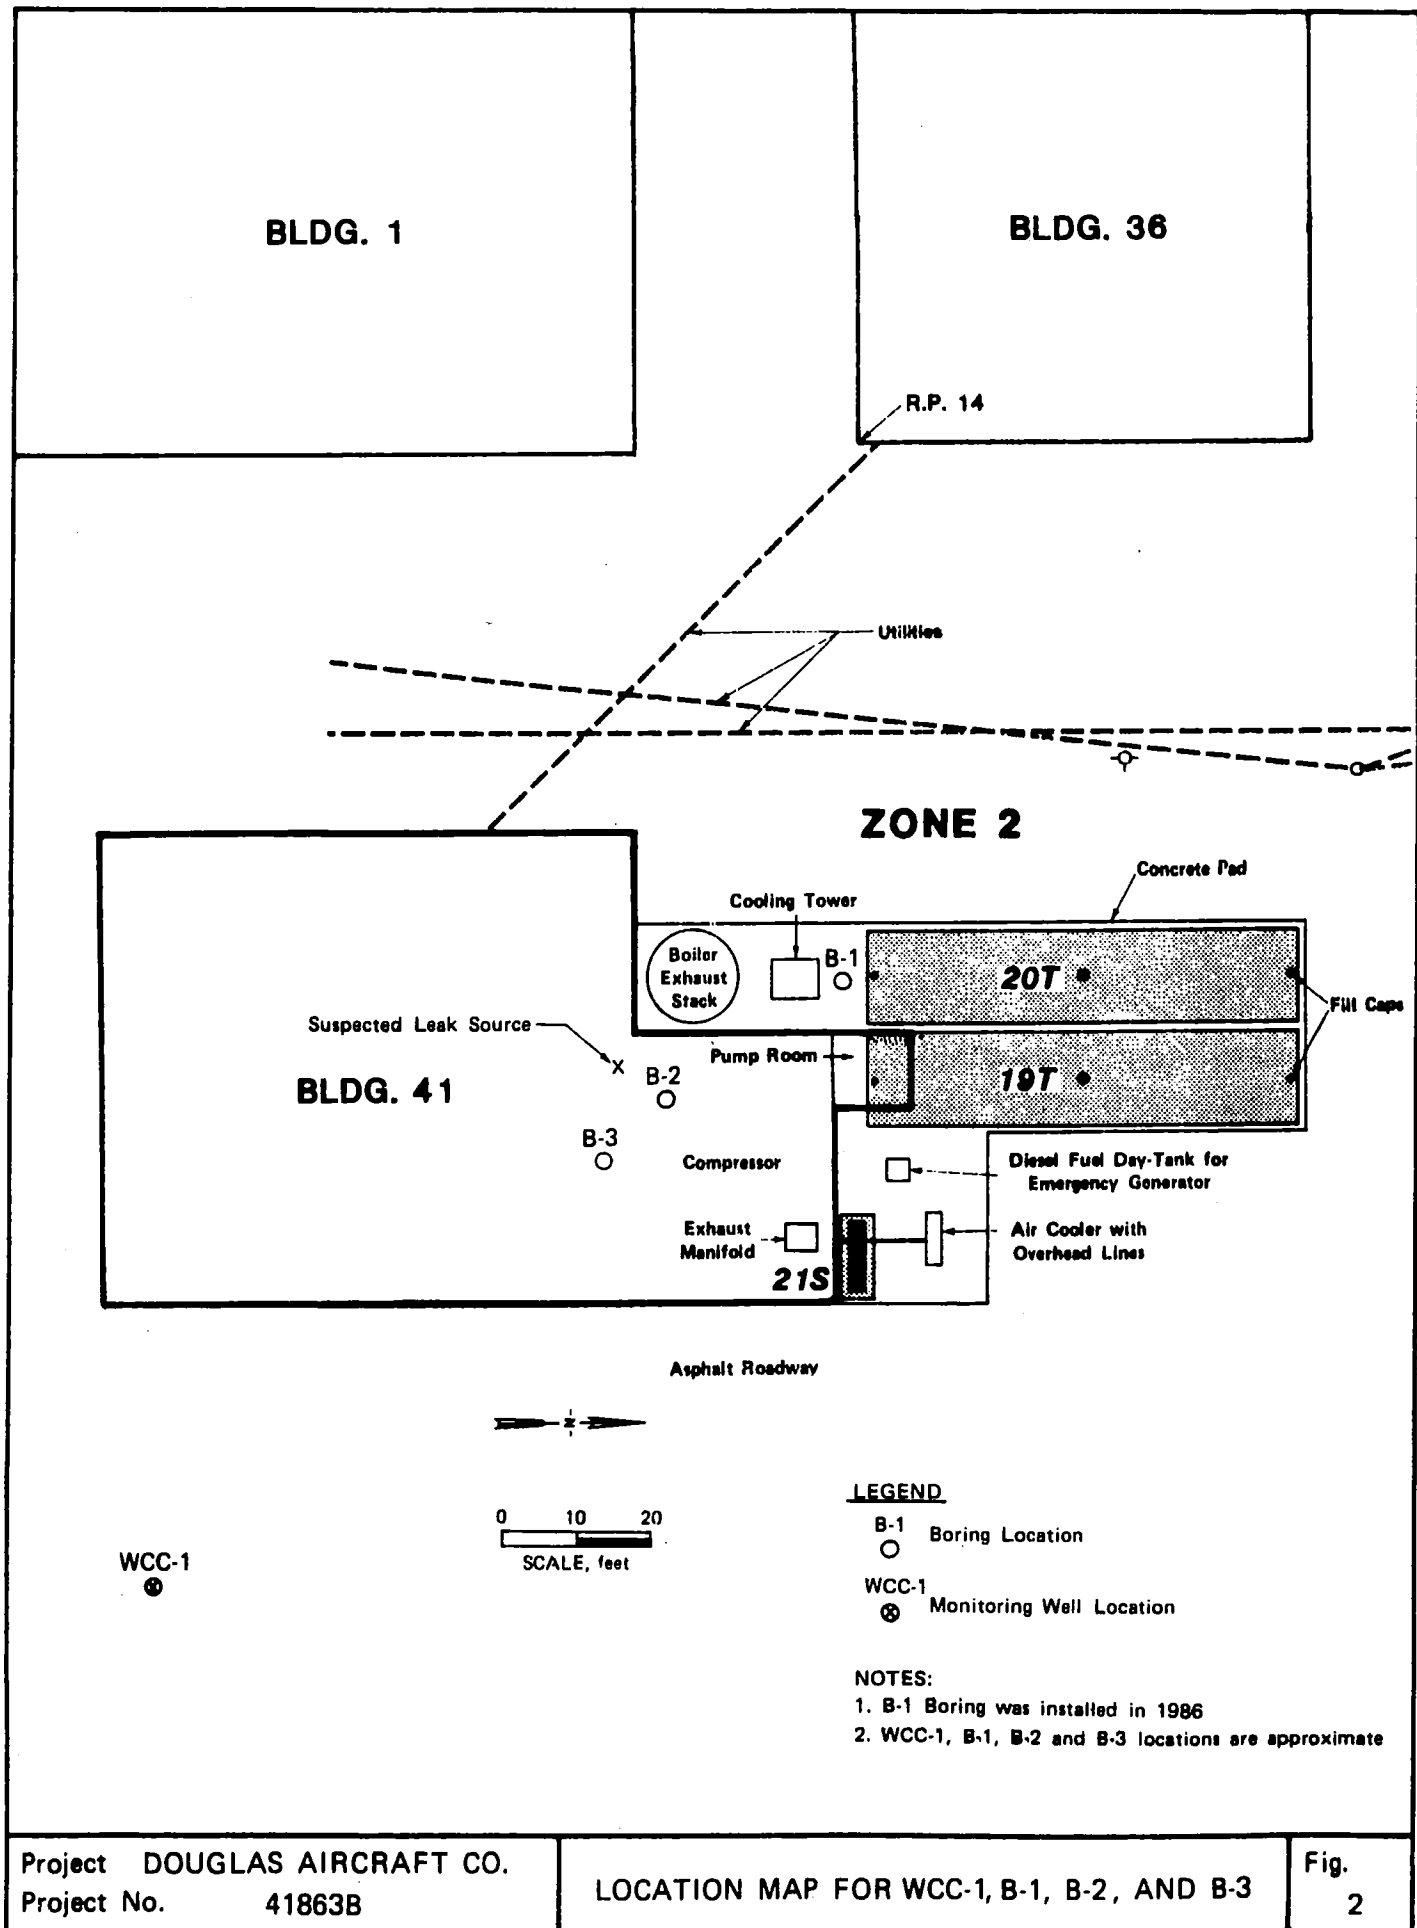 BLDG. 1
BLDG. 36
R.P. 14
Utilities
ZONE 2
Concrete Pad
Cooling Tower
Boiler
Exhaust
Stack
B-1
20T
Fill Caps
Suspected Leak Source
X
Pump Room
19T
BLDG. 41
B-2
B-3
Compressor
Diesel Fuel Day-Tank for
Emergency Generator
Exhaust
Manifold
Air Cooler with
Overhead Lines
21S
Asphalt Roadway
N
0 10 20
SCALE, feet
WCC-1
LEGEND
B-1
Boring Location
WCC-1
Monitoring Well Location
NOTES:
1. B-1 Boring was installed in 1986
2. WCC-1, B-1, B-2 and B-3 locations are approximate
Project DOUGLAS AIRCRAFT CO.
Project No. 41863B
LOCATION MAP FOR WCC-1, B-1, B-2, AND B-3
Fig.
2